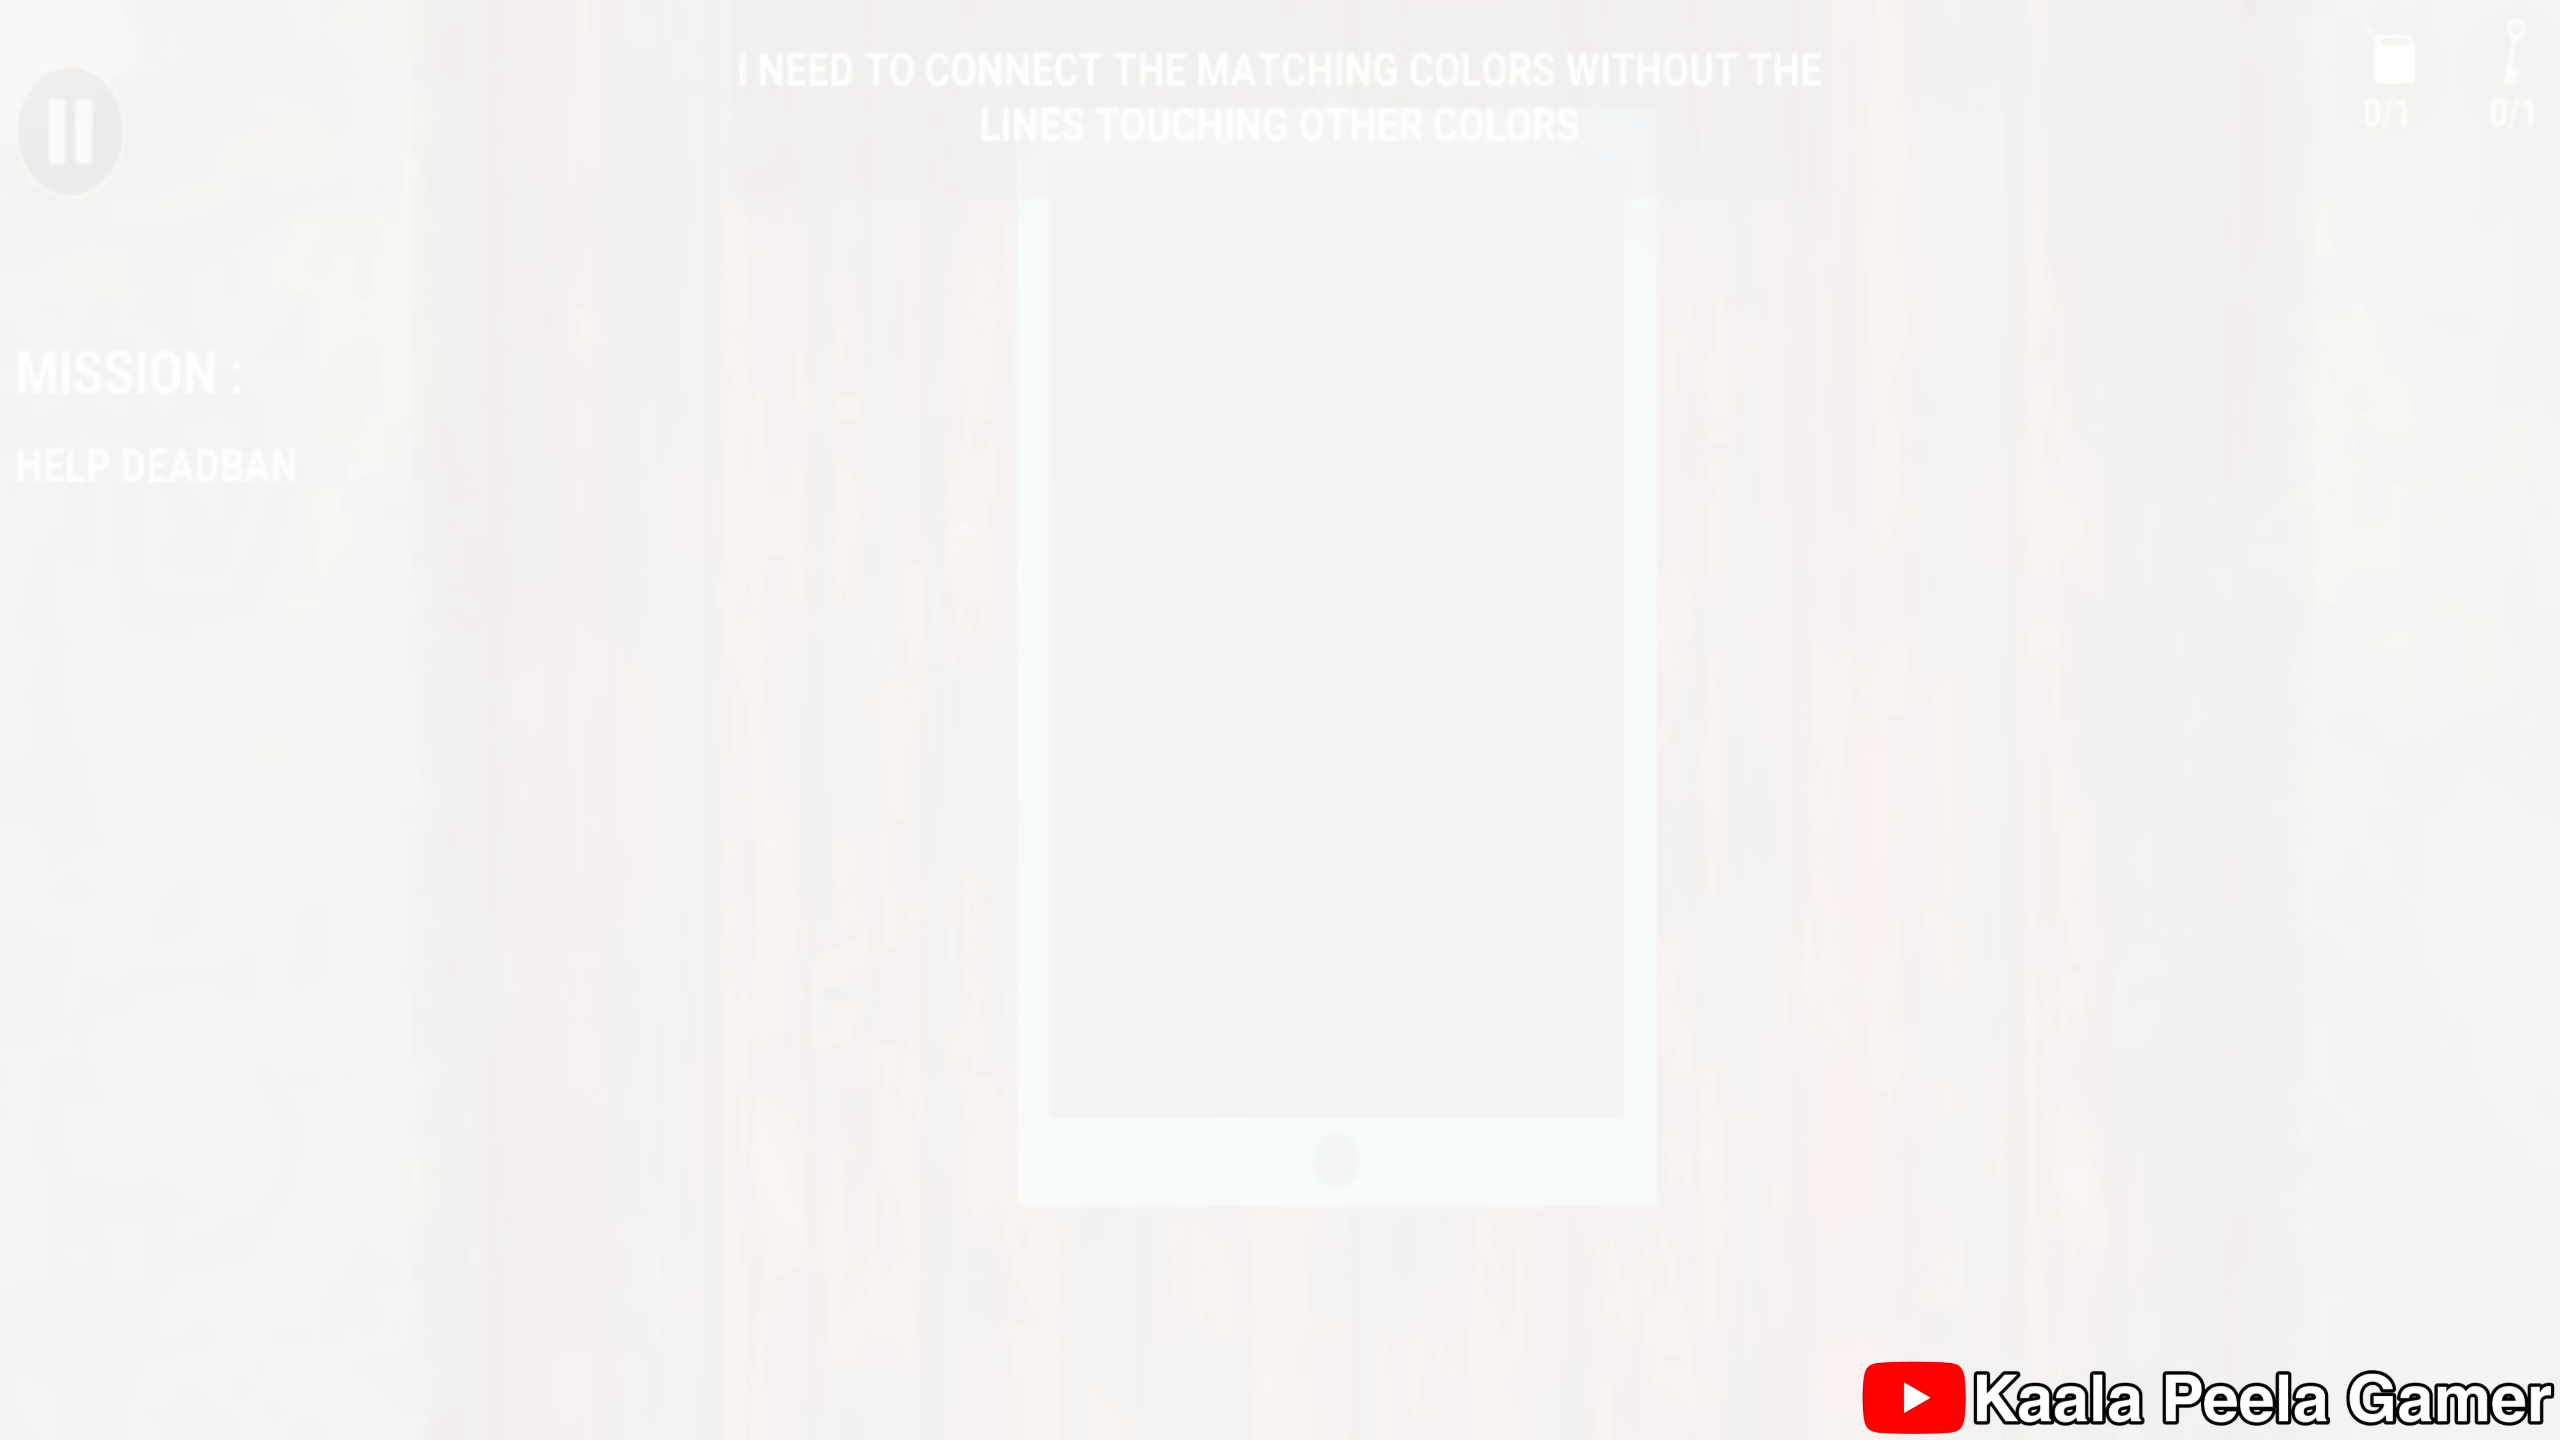 I NEED TO CONNECT THE MATCHING COLORS WITHOUT THE
LINES TOUCHING OTHER COLORS
0/1
0/1
MISSION :
HELP DEADBAN
Kaala Peela Gamer